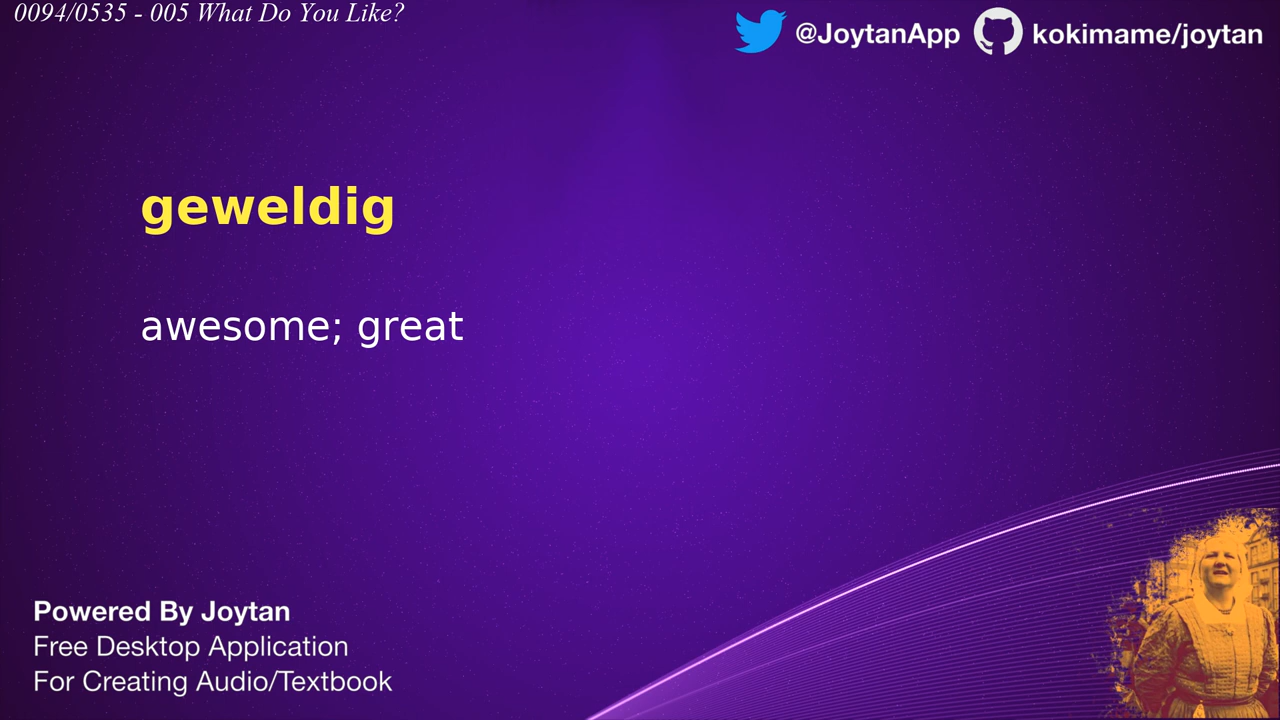 0094/0535 - 005 What Do You Like?
@JoytanApp kokimame/joytan
geweldig
awesome; great
Powered By Joytan
Free Desktop Application
For Creating Audio/Textbook